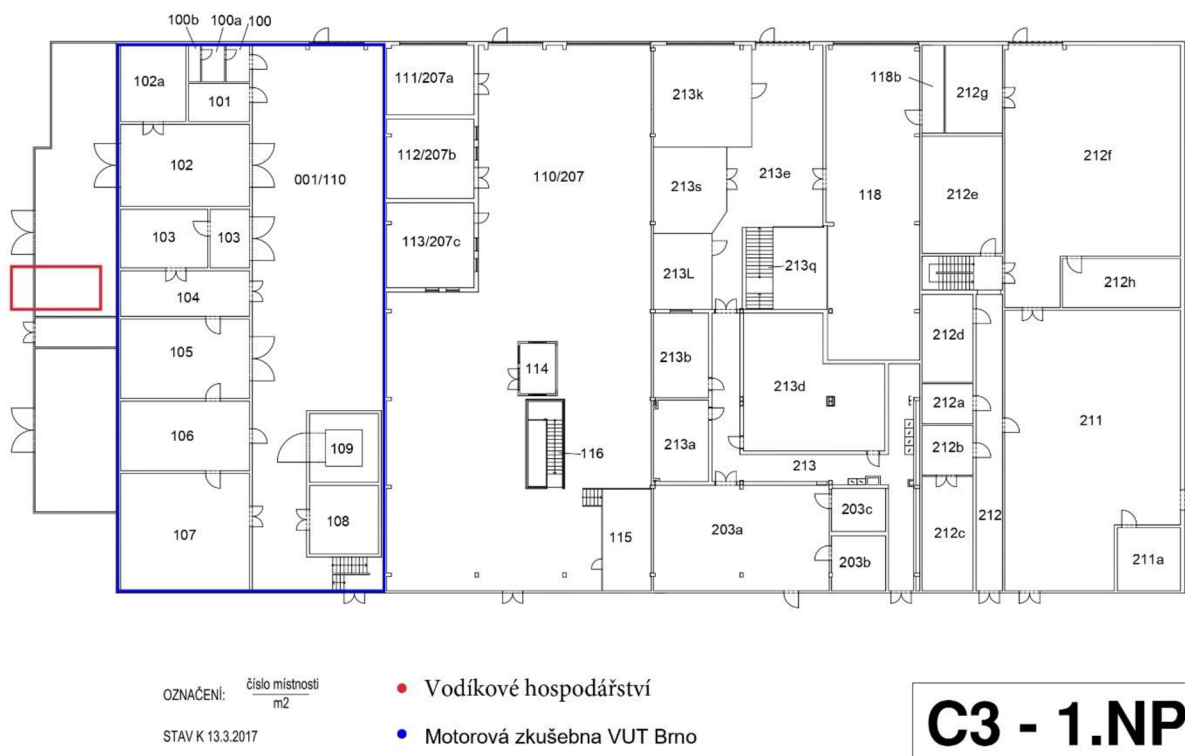 100b 100a 100
102a
101
111/207a
213k
118b
212g
102
112/207b
001/110
110/207
213s
213e
118
212e
212f
103 103
113/207c
213L
213q
212h
104
105
114
213b
213d
212d
106
109
116
213a
213
212a
212b
211
107
108
115
203a
203c
203b
212c
212
211a
OZNAČENÍ: číslo místnosti
m2
STAV K 13.3.2017
Vodíkové hospodářství
Motorová zkušebna VUT Brno
C3 - 1.NP